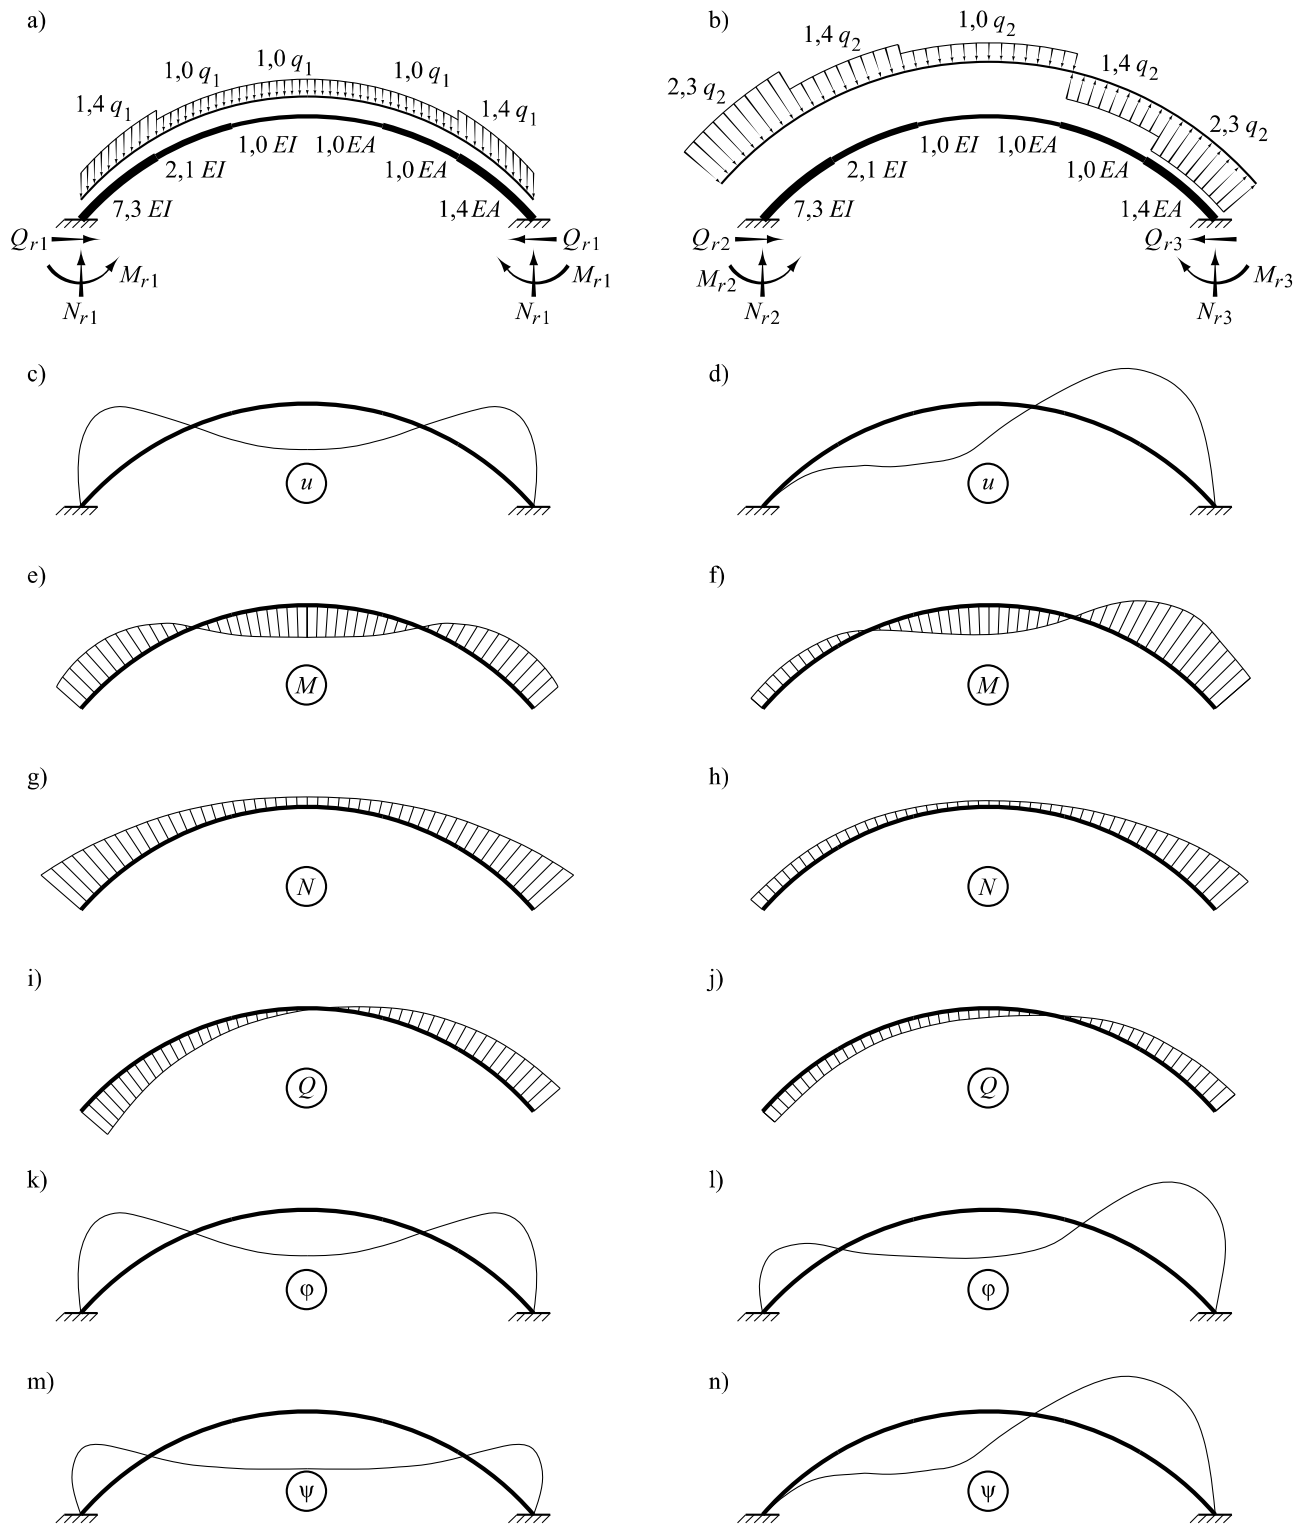 a)
1,0 q1
1,0 q1
1,0 q1
1,4 q1
1,4 q1
1,0 EI
1,0 EA
2,1 EI
1,0 EA
7,3 EI
1,4 EA
Qr1
Qr1
Mr1
Mr1
Nr1
Nr1
b)
1,0 q2
1,4 q2
1,4 q2
2,3 q2
2,3 q2
1,0 EI
1,0 EA
2,1 EI
1,0 EA
7,3 EI
1,4 EA
Qr2
Qr3
Mr2
Mr3
Nr2
Nr3
c)
u
d)
u
e)
M
f)
M
g)
N
h)
N
i)
Q
j)
Q
k)
φ
l)
φ
m)
ψ
n)
ψ